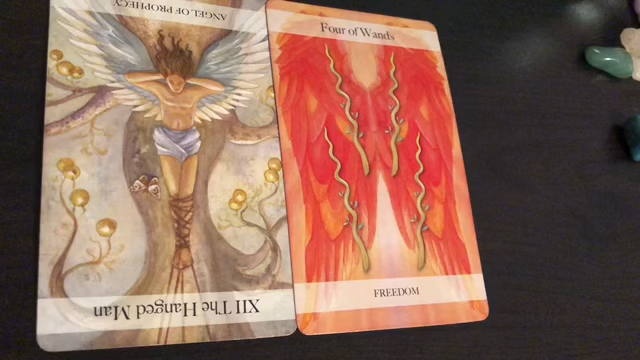 ANGEL OF PROPHECY
XII The Hanged Man
Four of Wands
FREEDOM